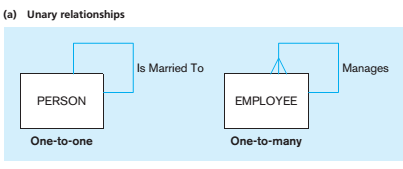 (a) Unary relationships
Is Married To
Manages
PERSON
EMPLOYEE
One-to-one
One-to-many